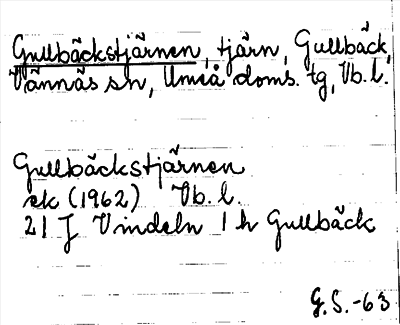 Gullbäckstjärnen, tjärn, Gullbäck,
Vännäs sn, Umeå doms. tg, Vb. l.
Gullbäckstjärnen
ek (1962) Vb. l.
21 J Vindeln 1 h Gullbäck
G. S. -63